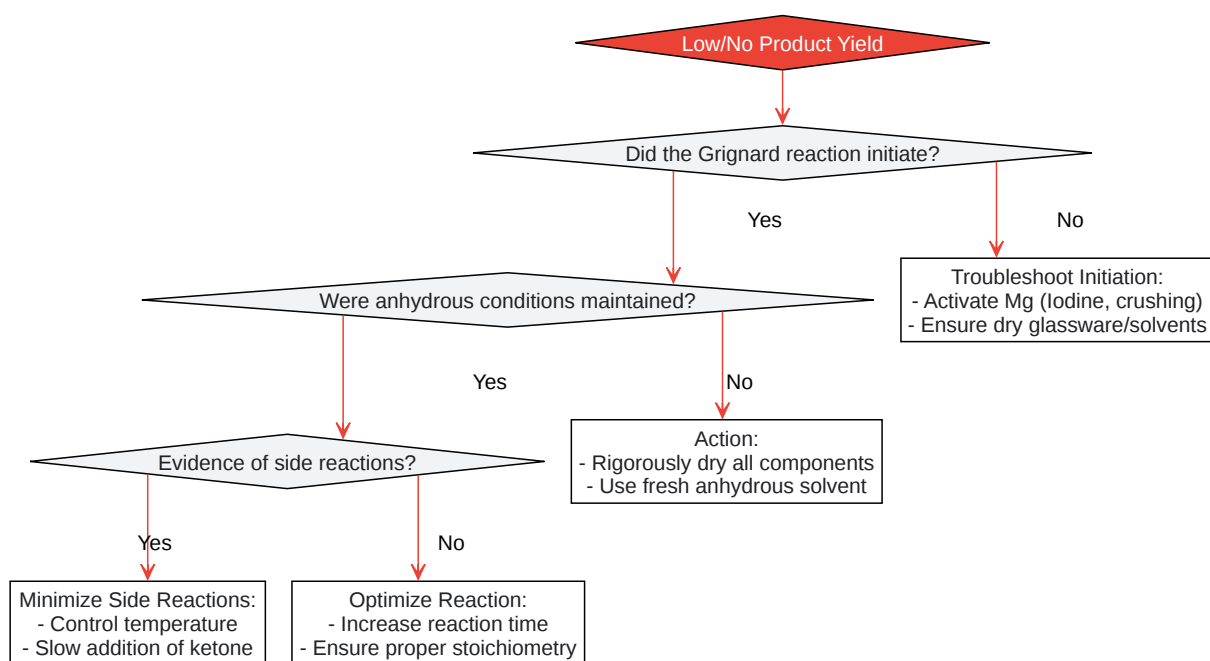 Low/No Product Yield
Did the Grignard reaction initiate?
Yes
No
Troubleshoot Initiation:
- Activate Mg (Iodine, crushing)
- Ensure dry glassware/solvents
Were anhydrous conditions maintained?
Yes
No
Action:
- Rigorously dry all components
- Use fresh anhydrous solvent
Evidence of side reactions?
Yes
No
Minimize Side Reactions:
- Control temperature
- Slow addition of ketone
Optimize Reaction:
- Increase reaction time
- Ensure proper stoichiometry